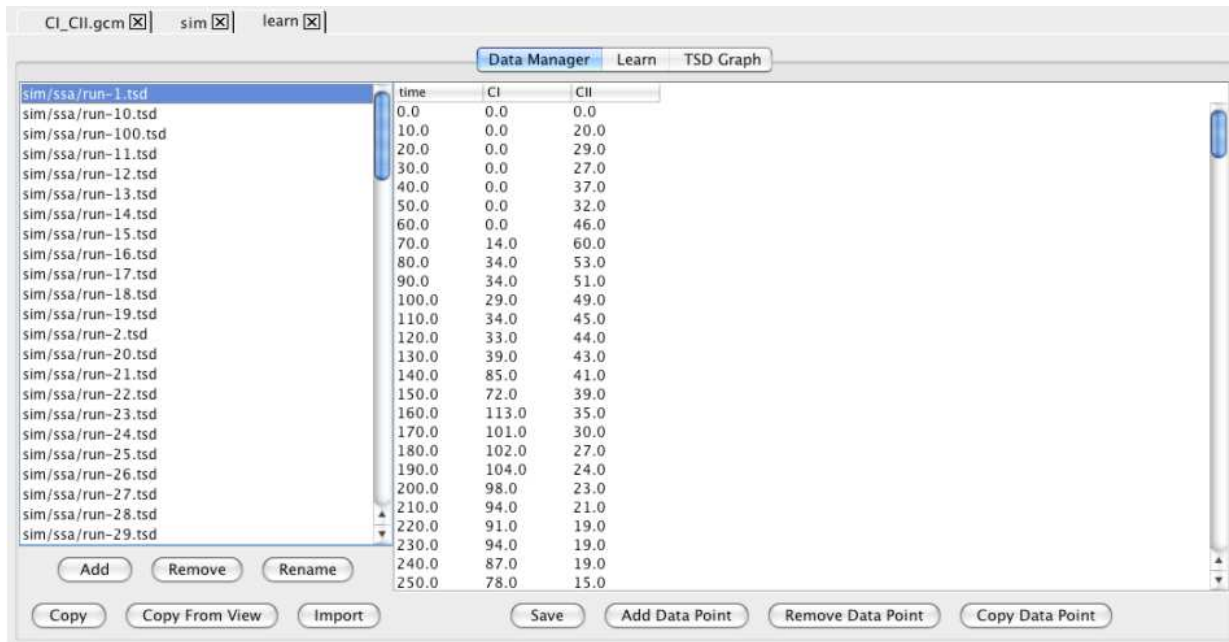 CI_CII.gcm sim learn
Data Manager Learn TSD Graph
sim/ssa/run-1.tsd
sim/ssa/run-10.tsd
sim/ssa/run-100.tsd
sim/ssa/run-11.tsd
sim/ssa/run-12.tsd
sim/ssa/run-13.tsd
sim/ssa/run-14.tsd
sim/ssa/run-15.tsd
sim/ssa/run-16.tsd
sim/ssa/run-17.tsd
sim/ssa/run-18.tsd
sim/ssa/run-19.tsd
sim/ssa/run-2.tsd
sim/ssa/run-20.tsd
sim/ssa/run-21.tsd
sim/ssa/run-22.tsd
sim/ssa/run-23.tsd
sim/ssa/run-24.tsd
sim/ssa/run-25.tsd
sim/ssa/run-26.tsd
sim/ssa/run-27.tsd
sim/ssa/run-28.tsd
sim/ssa/run-29.tsd
time CI CII
0.0 0.0 0.0
10.0 0.0 20.0
20.0 0.0 29.0
30.0 0.0 27.0
40.0 0.0 37.0
50.0 0.0 32.0
60.0 0.0 46.0
70.0 14.0 60.0
80.0 34.0 53.0
90.0 34.0 51.0
100.0 29.0 49.0
110.0 34.0 45.0
120.0 33.0 44.0
130.0 39.0 43.0
140.0 85.0 41.0
150.0 72.0 39.0
160.0 113.0 35.0
170.0 101.0 30.0
180.0 102.0 27.0
190.0 104.0 24.0
200.0 98.0 23.0
210.0 94.0 21.0
220.0 91.0 19.0
230.0 94.0 19.0
240.0 87.0 19.0
250.0 78.0 15.0
Add Remove Rename
Copy Copy From View Import
Save Add Data Point Remove Data Point Copy Data Point